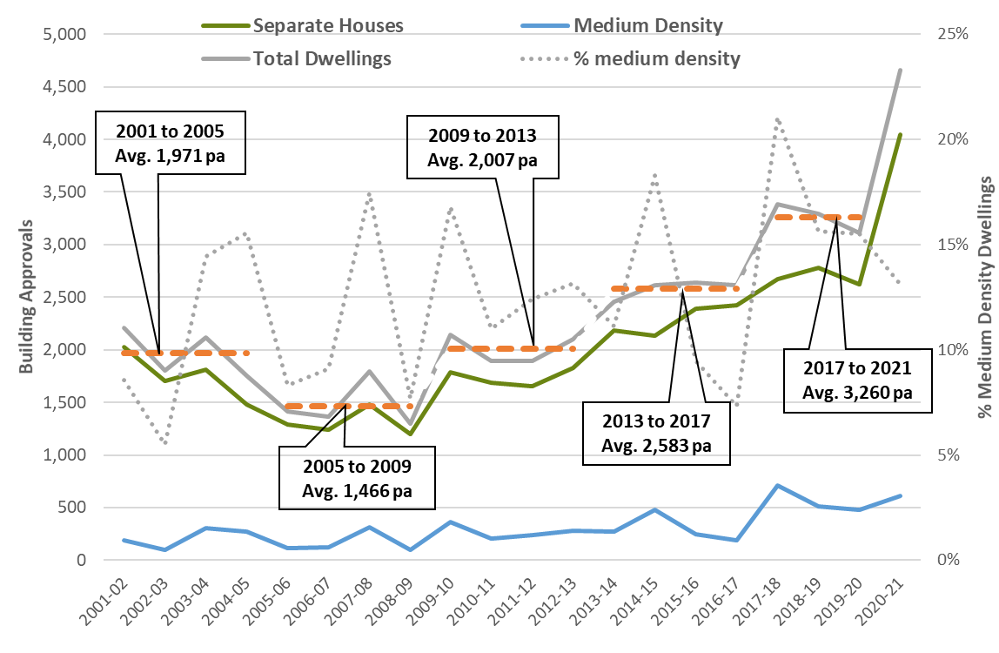 Separate Houses
Medium Density
Total Dwellings
% medium density
5,000
4,500
4,000
3,500
3,000
2,500
2,000
1,500
1,000
500
0
Building Approvals
25%
20%
15%
10%
5%
0%
% Medium Density Dwellings
2001 to 2005
Avg. 1,971 pa
2009 to 2013
Avg. 2,007 pa
2005 to 2009
Avg. 1,466 pa
2013 to 2017
Avg. 2,583 pa
2017 to 2021
Avg. 3,260 pa
2001-02
2002-03
2003-04
2004-05
2005-06
2006-07
2007-08
2008-09
2009-10
2010-11
2011-12
2012-13
2013-14
2014-15
2015-16
2016-17
2017-18
2018-19
2019-20
2020-21